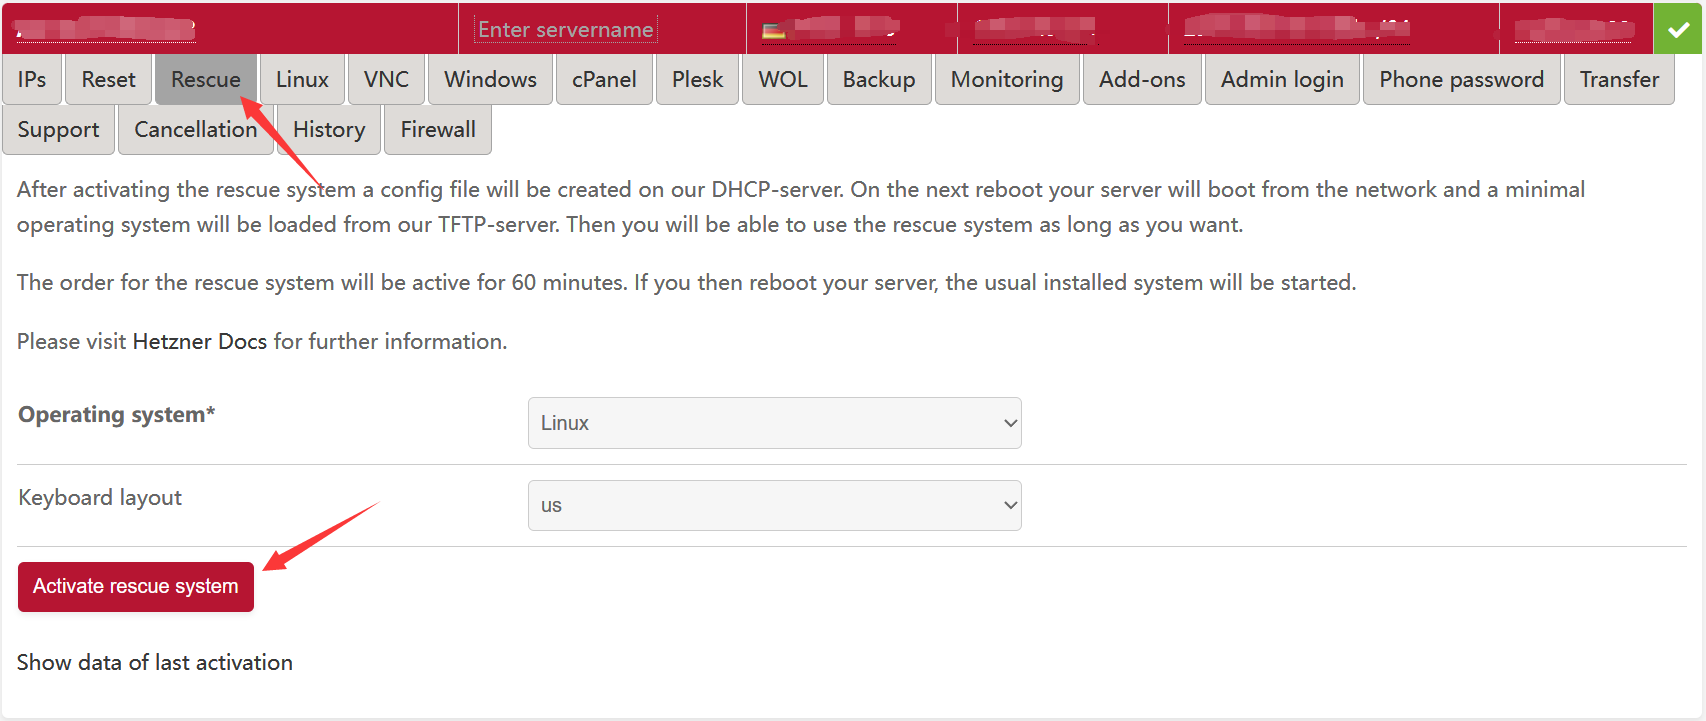 Enter servername
IPs Reset Rescue Linux VNC Windows cPanel Plesk WOL Backup Monitoring Add-ons Admin login Phone password Transfer
Support Cancellation History Firewall
After activating the rescue system a config file will be created on our DHCP-server. On the next reboot your server will boot from the network and a minimal
operating system will be loaded from our TFTP-server. Then you will be able to use the rescue system as long as you want.
The order for the rescue system will be active for 60 minutes. If you then reboot your server, the usual installed system will be started.
Please visit Hetzner Docs for further information.
Operating system* Linux
Keyboard layout us
Activate rescue system
Show data of last activation